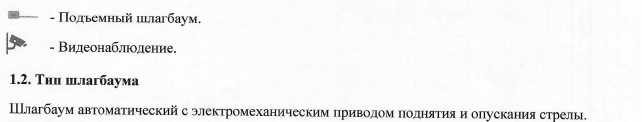 - Подъемный шлагбаум.
- Видеонаблюдение.
1.2. Тип шлагбаума
Шлагбаум автоматический с электромеханическим приводом поднятия и опускания стрелы.